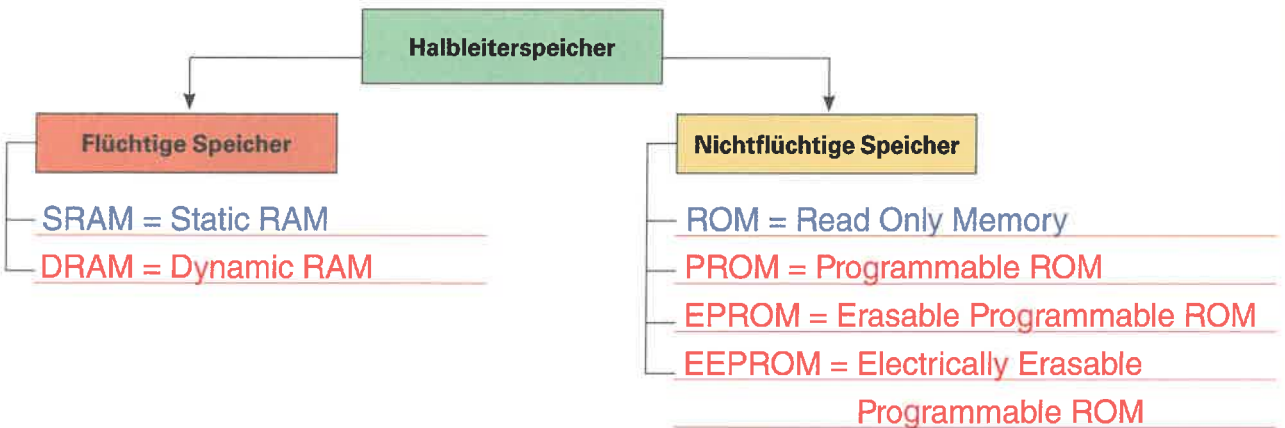 Halbleiterspeicher
Flüchtige Speicher
SRAM = Static RAM
DRAM = Dynamic RAM
Nichtflüchtige Speicher
ROM = Read Only Memory
PROM = Programmable ROM
EPROM = Erasable Programmable ROM
EEPROM = Electrically Erasable
Programmable ROM